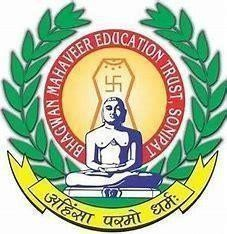 BHAGWAN MAHAVEER EDUCATION TRUST, SONIPAT
अहिंसा परमो धर्मः